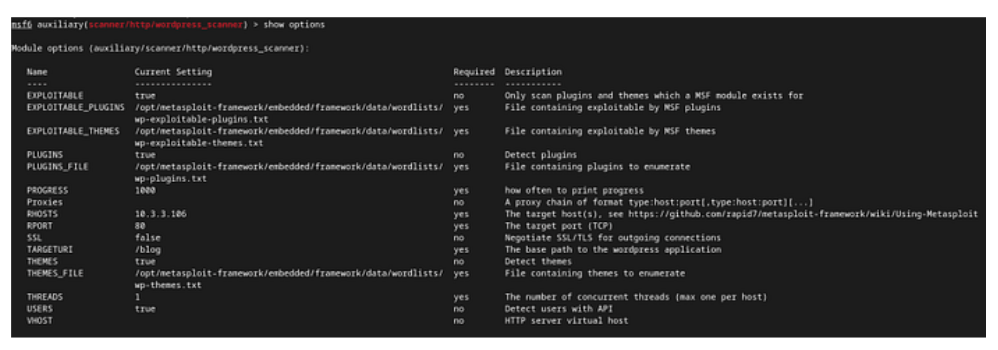 msf6 auxiliary(scanner/http/wordpress_scanner) > show options
Module options (auxiliary/scanner/http/wordpress_scanner):
Name Current Setting Required Description
---- --------------- -------- -----------
EXPLOITABLE true no Only scan plugins and themes which a MSF module exists for
EXPLOITABLE_PLUGINS /opt/metasploit-framework/embedded/framework/data/wordlists/ yes File containing exploitable by MSF plugins
wp-exploitable-plugins.txt
EXPLOITABLE_THEMES /opt/metasploit-framework/embedded/framework/data/wordlists/ yes File containing exploitable by MSF themes
wp-exploitable-themes.txt
PLUGINS true no Detect plugins
PLUGINS_FILE /opt/metasploit-framework/embedded/framework/data/wordlists/ yes File containing plugins to enumerate
wp-plugins.txt
PROGRESS 1000 yes how often to print progress
Proxies no A proxy chain of format type:host:port[,type:host:port][...]
RHOSTS 10.3.3.106 yes The target host(s), see https://github.com/rapid7/metasploit-framework/wiki/Using-Metasploit
RPORT 80 yes The target port (TCP)
SSL false no Negotiate SSL/TLS for outgoing connections
TARGETURI /blog yes The base path to the wordpress application
THEMES true no Detect themes
THEMES_FILE /opt/metasploit-framework/embedded/framework/data/wordlists/ yes File containing themes to enumerate
wp-themes.txt
THREADS 1 yes The number of concurrent threads (max one per host)
USERS true no Detect users with API
VHOST no HTTP server virtual host